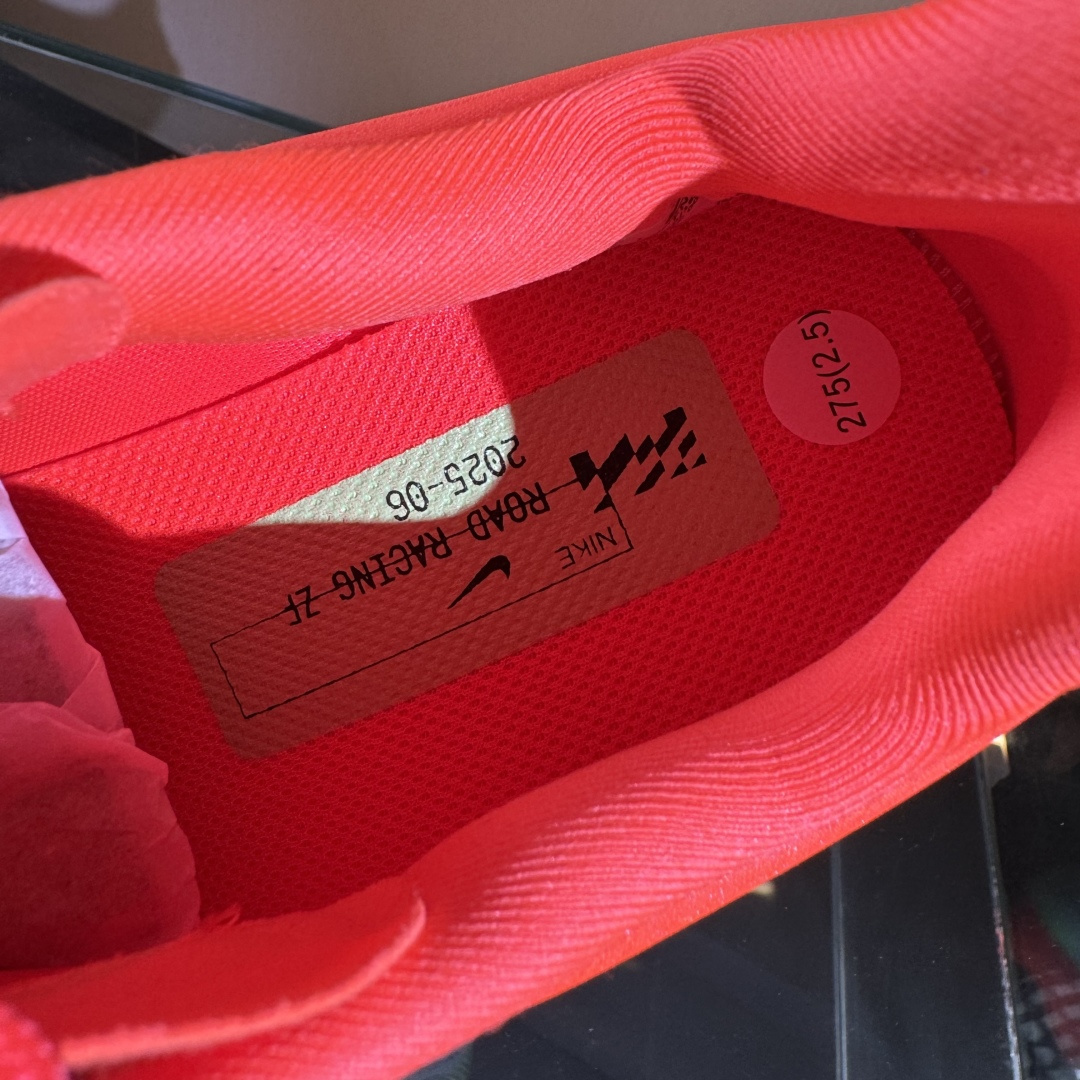 NIKE
ROAD RACING ZF
2025-06
275(2.5)